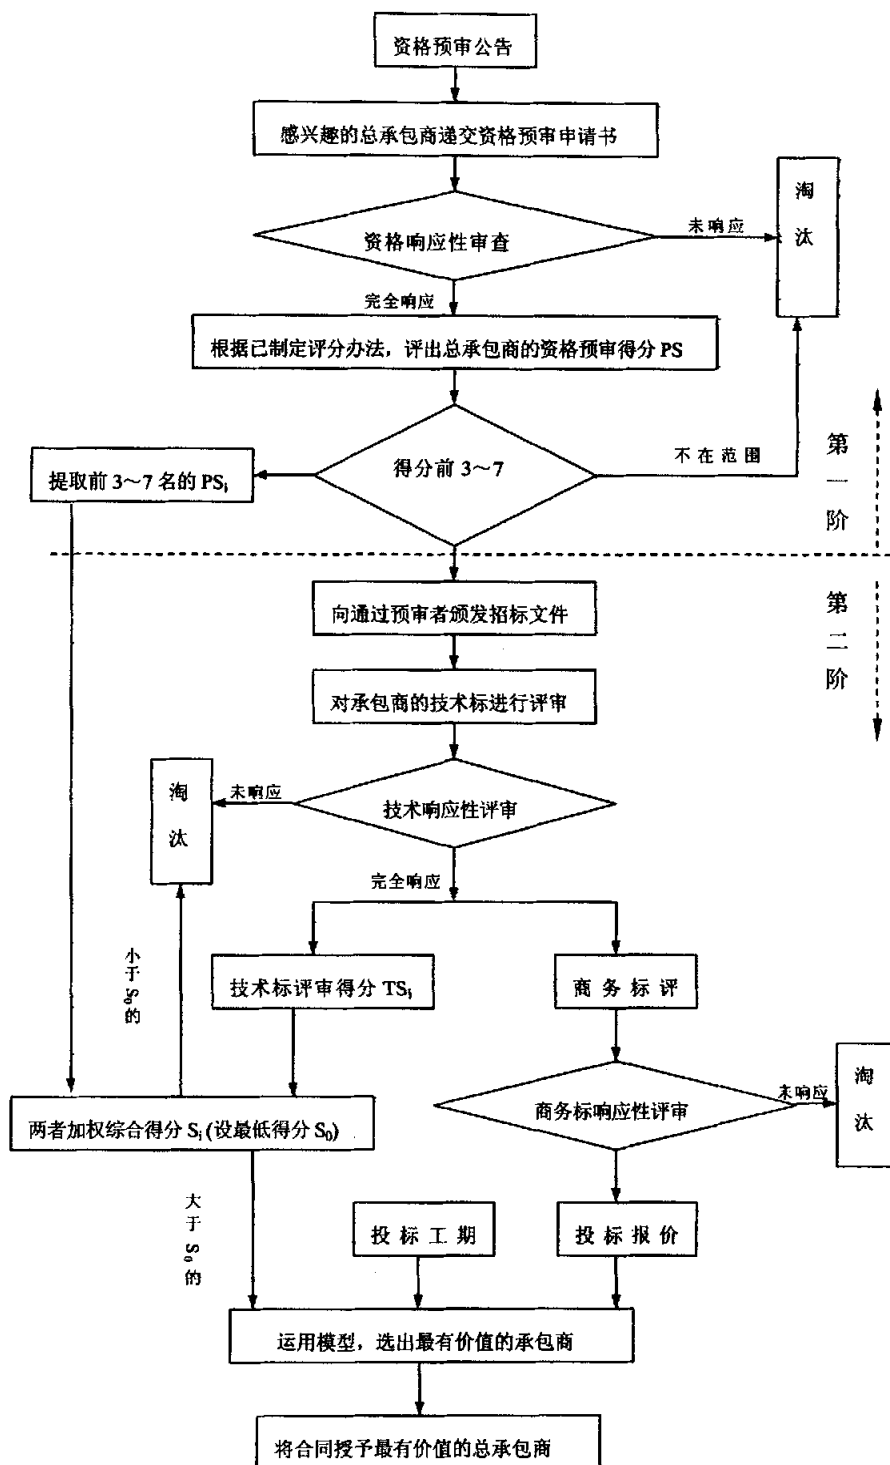 资格预审公告
感兴趣的总承包商递交资格预审申请书
淘
汰
资格响应性审查
未响应
完全响应
根据已制定评分办法，评出总承包商的资格预审得分 PS
得分前 3～7
不在范围
提取前 3～7 名的 PSi
第
一
阶
向通过预审者颁发招标文件
第
二
阶
对承包商的技术标进行评审
淘
汰
未响应
技术响应性评审
完全响应
小于 S0 的
技术标评审得分 TSi
商务标评
商务标响应性评审
未响应
淘
汰
两者加权综合得分 Si (设最低得分 S0)
大于 S0 的
投标工期
投标报价
运用模型，选出最有价值的承包商
将合同授予最有价值的总承包商